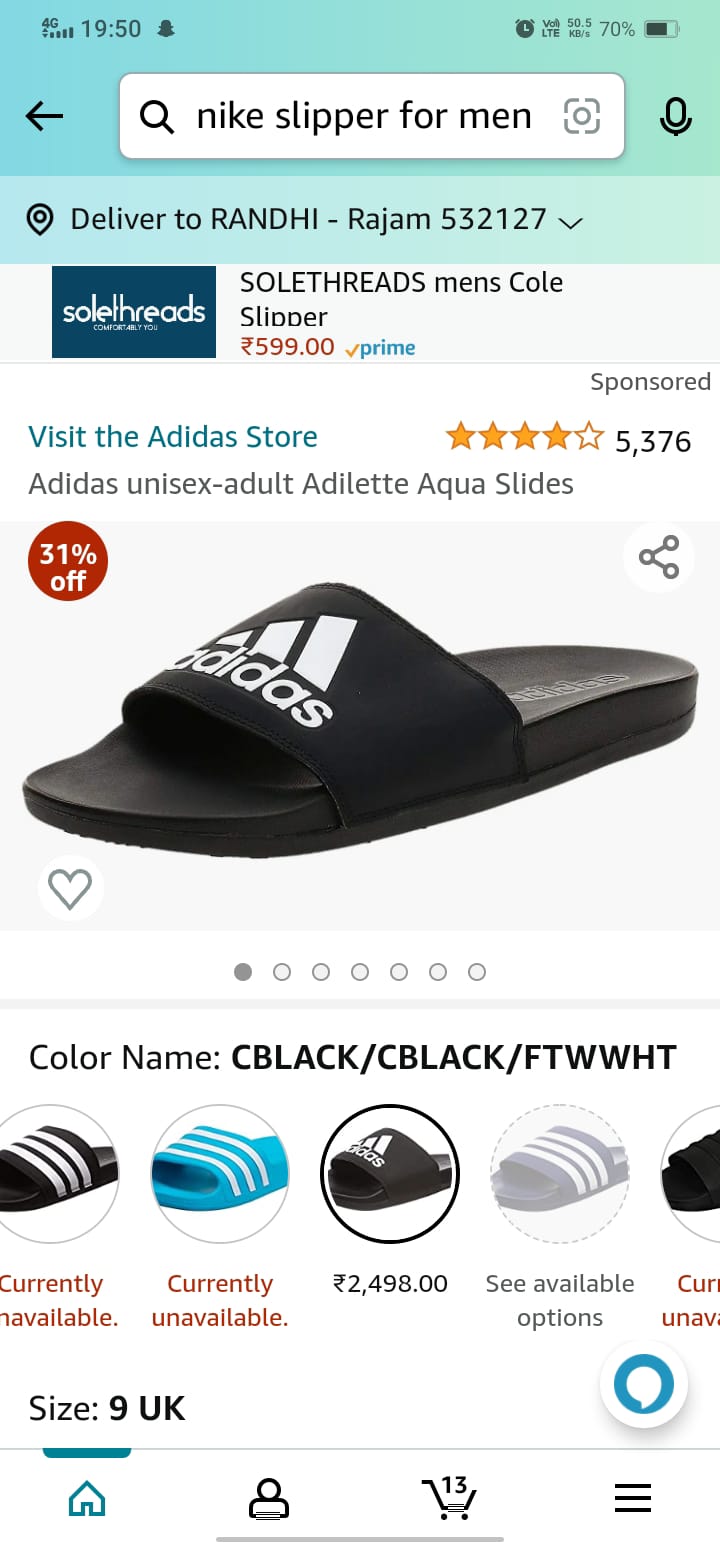 4G 19:50 Vo) LTE 50.5 KB/s 70%
nike slipper for men
Deliver to RANDHI - Rajam 532127
solethreads
COMFORTABLY YOU
SOLETHREADS mens Cole
Slipper
₹599.00 prime
Sponsored
Visit the Adidas Store 5,376
Adidas unisex-adult Adilette Aqua Slides
31%
off
adidas
adidas
Color Name: CBLACK/CBLACK/FTWWHT
adidas
Currently
navailable.
Currently
unavailable.
₹2,498.00
See available
options
Curr
unava
Size: 9 UK
13